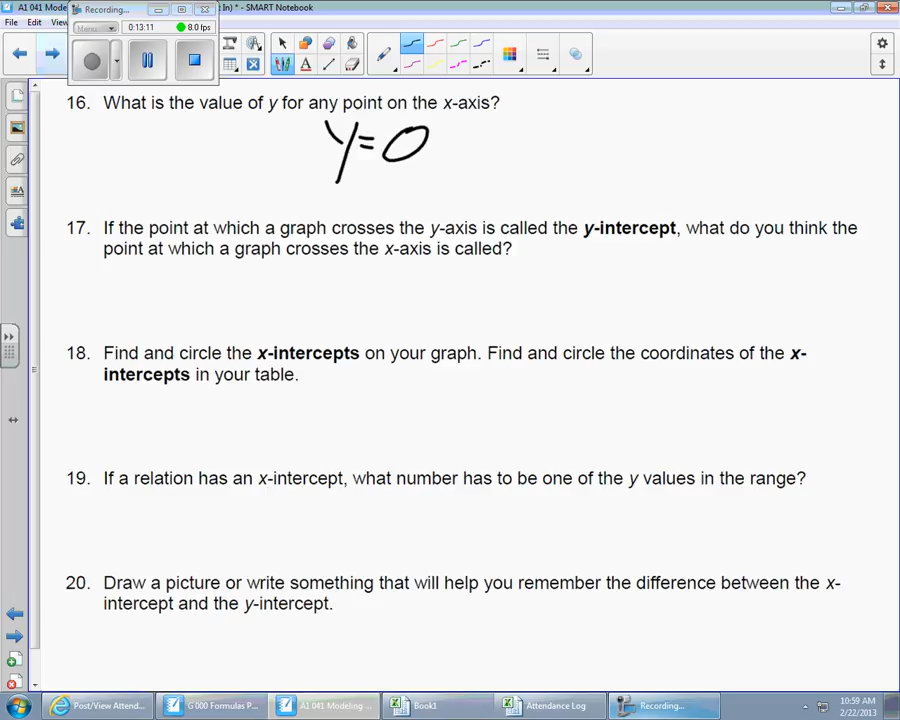 A1 041 Mode
In) * - SMART Notebook
Recording...
File Edit View
Manual
0:13:11
8.0 fps
16. What is the value of y for any point on the x-axis?
y=0
17. If the point at which a graph crosses the y-axis is called the y-intercept, what do you think the
point at which a graph crosses the x-axis is called?
18. Find and circle the x-intercepts on your graph. Find and circle the coordinates of the x-
intercepts in your table.
19. If a relation has an x-intercept, what number has to be one of the y values in the range?
20. Draw a picture or write something that will help you remember the difference between the x-
intercept and the y-intercept.
Post/View Attend...
G 000 Formulas P...
A1 041 Modeling ...
Book1
Attendance Log
Recording...
10:59 AM
2/22/2013